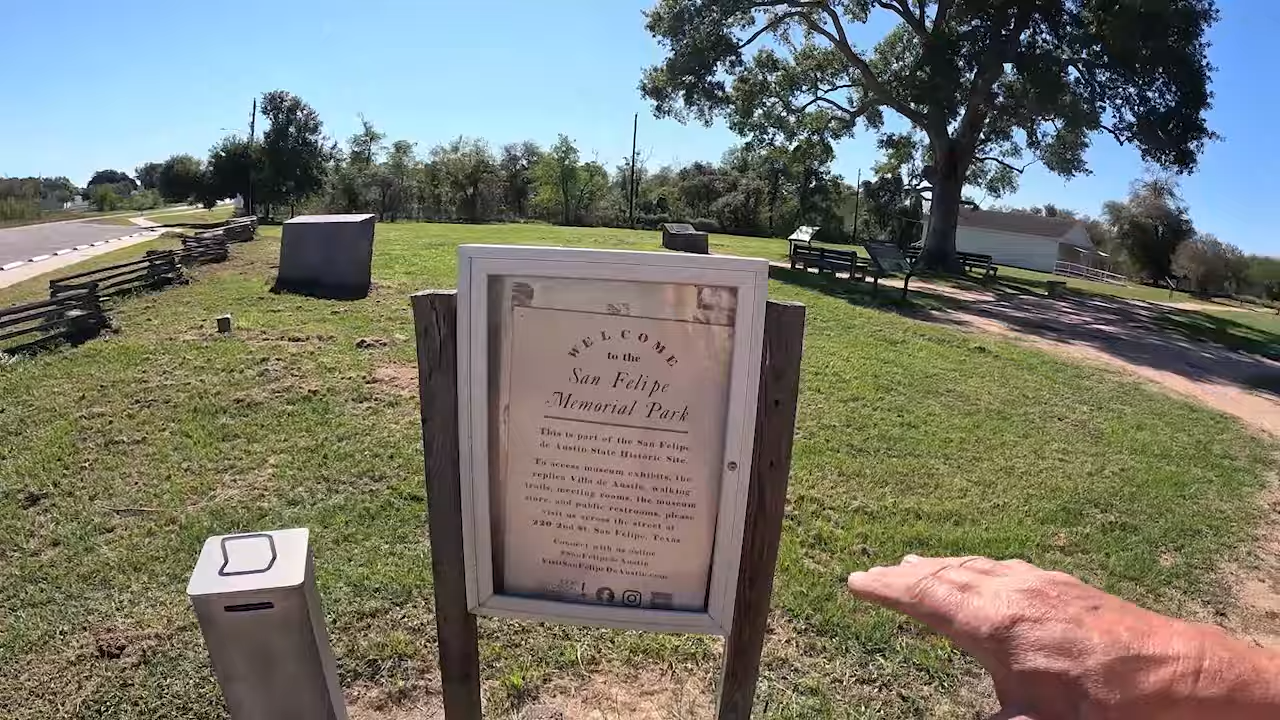 WELCOME
to the
San Felipe
Memorial Park
This is part of the San Felipe
de Austin State Historic Site.
To access museum exhibits, the
replica Villa de Austin, walking
trails, meeting rooms, the museum
store, and public restrooms, please
visit us across the street at
220 2nd St. San Felipe, Texas
Connect with us online
#SanFelipedeAustin
VisitSanFelipeDeAustin.com